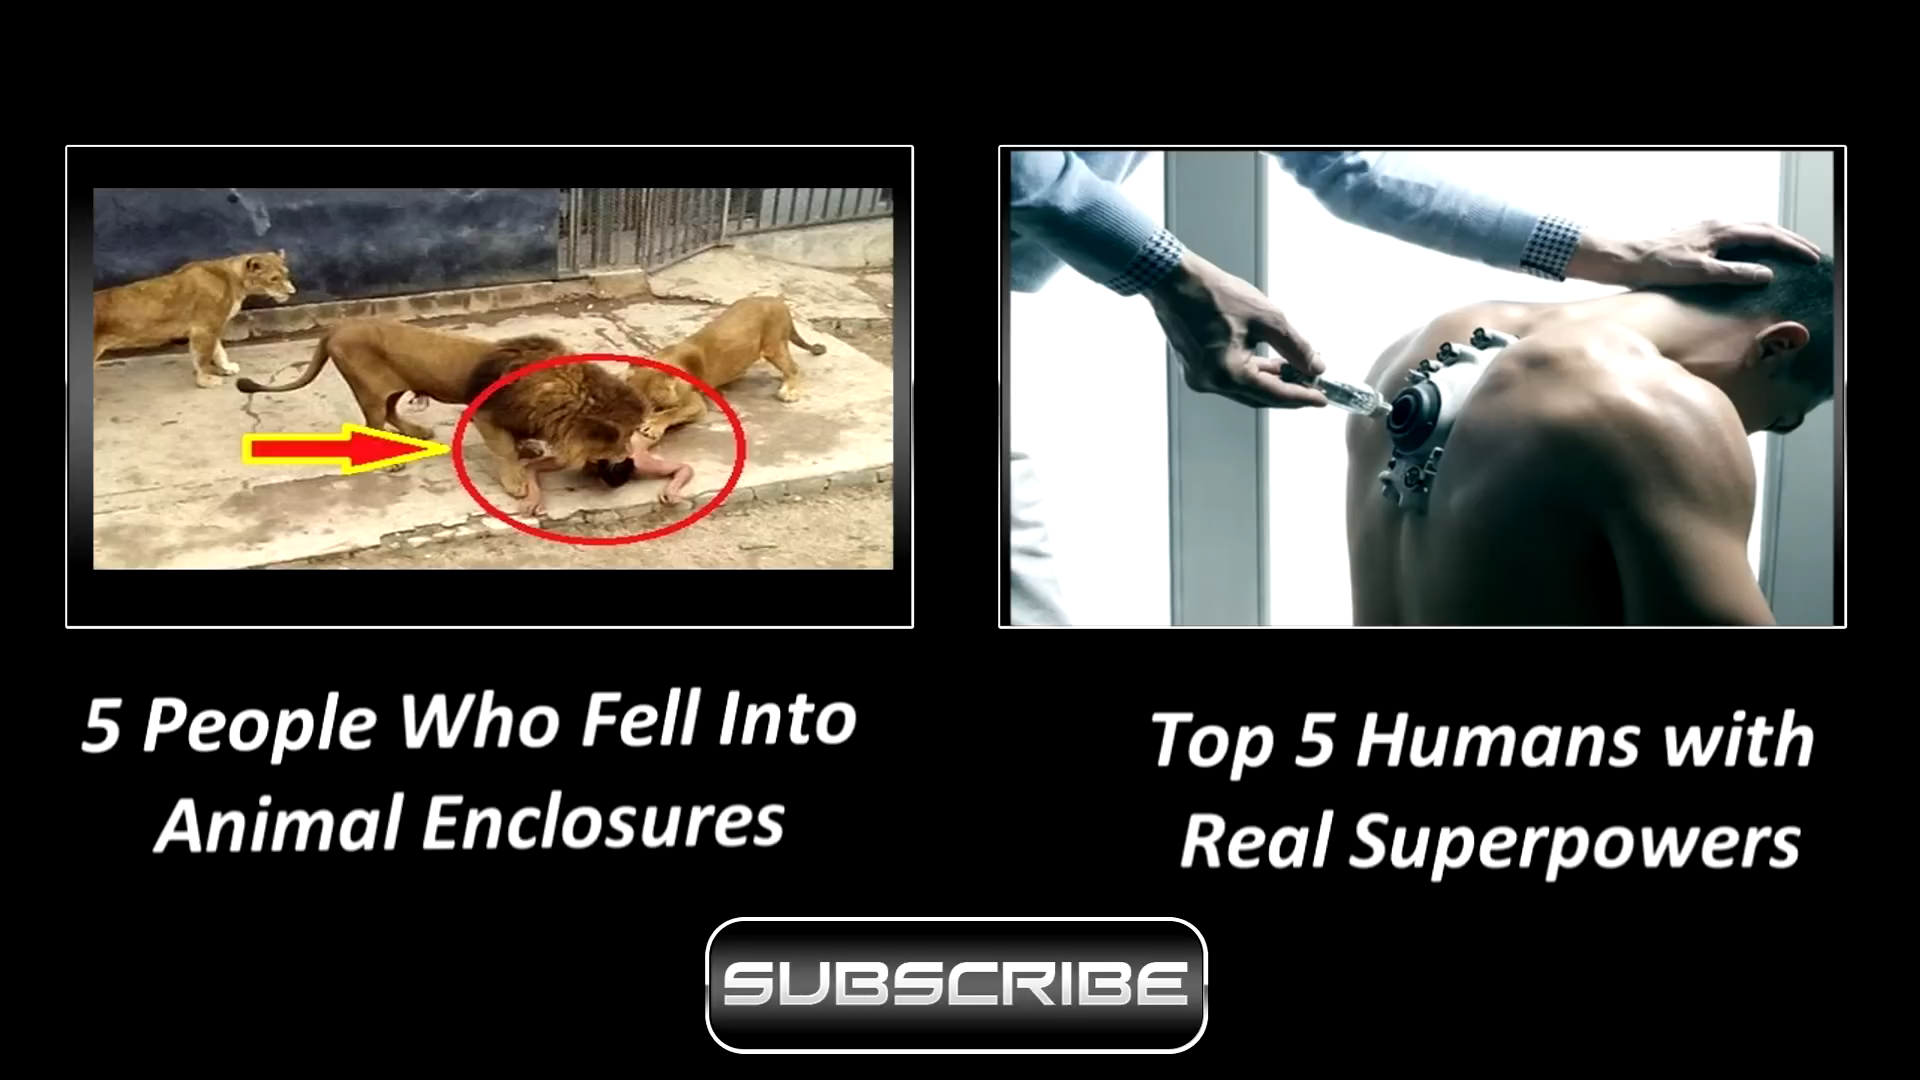 5 People Who Fell Into
Animal Enclosures
Top 5 Humans with
Real Superpowers
SUBSCRIBE